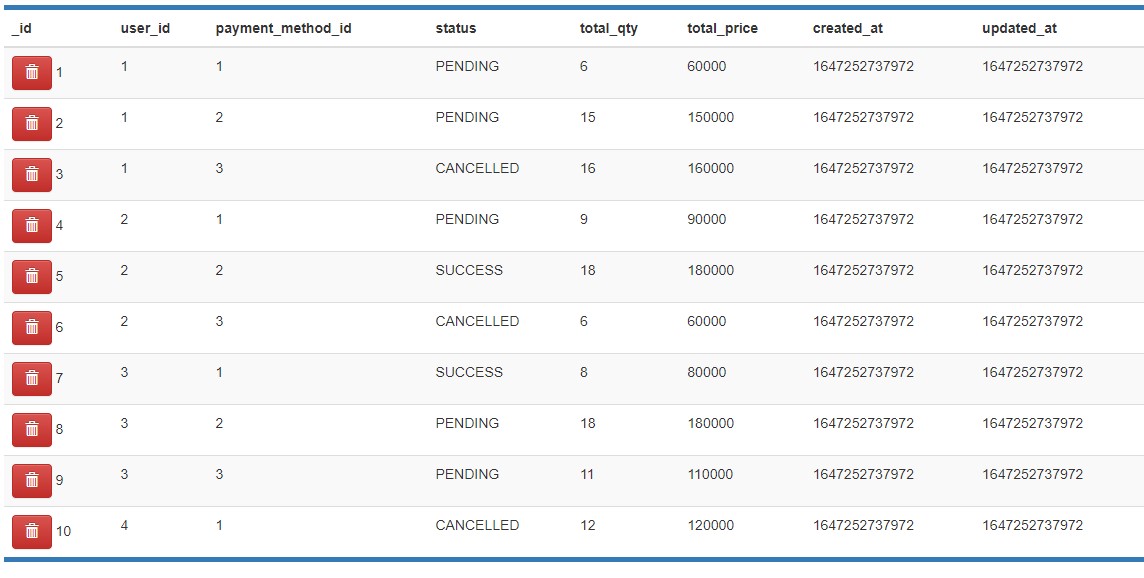 _id user_id payment_method_id status total_qty total_price created_at updated_at
1 1 1 PENDING 6 60000 1647252737972 1647252737972
2 1 2 PENDING 15 150000 1647252737972 1647252737972
3 1 3 CANCELLED 16 160000 1647252737972 1647252737972
4 2 1 PENDING 9 90000 1647252737972 1647252737972
5 2 2 SUCCESS 18 180000 1647252737972 1647252737972
6 2 3 CANCELLED 6 60000 1647252737972 1647252737972
7 3 1 SUCCESS 8 80000 1647252737972 1647252737972
8 3 2 PENDING 18 180000 1647252737972 1647252737972
9 3 3 PENDING 11 110000 1647252737972 1647252737972
10 4 1 CANCELLED 12 120000 1647252737972 1647252737972